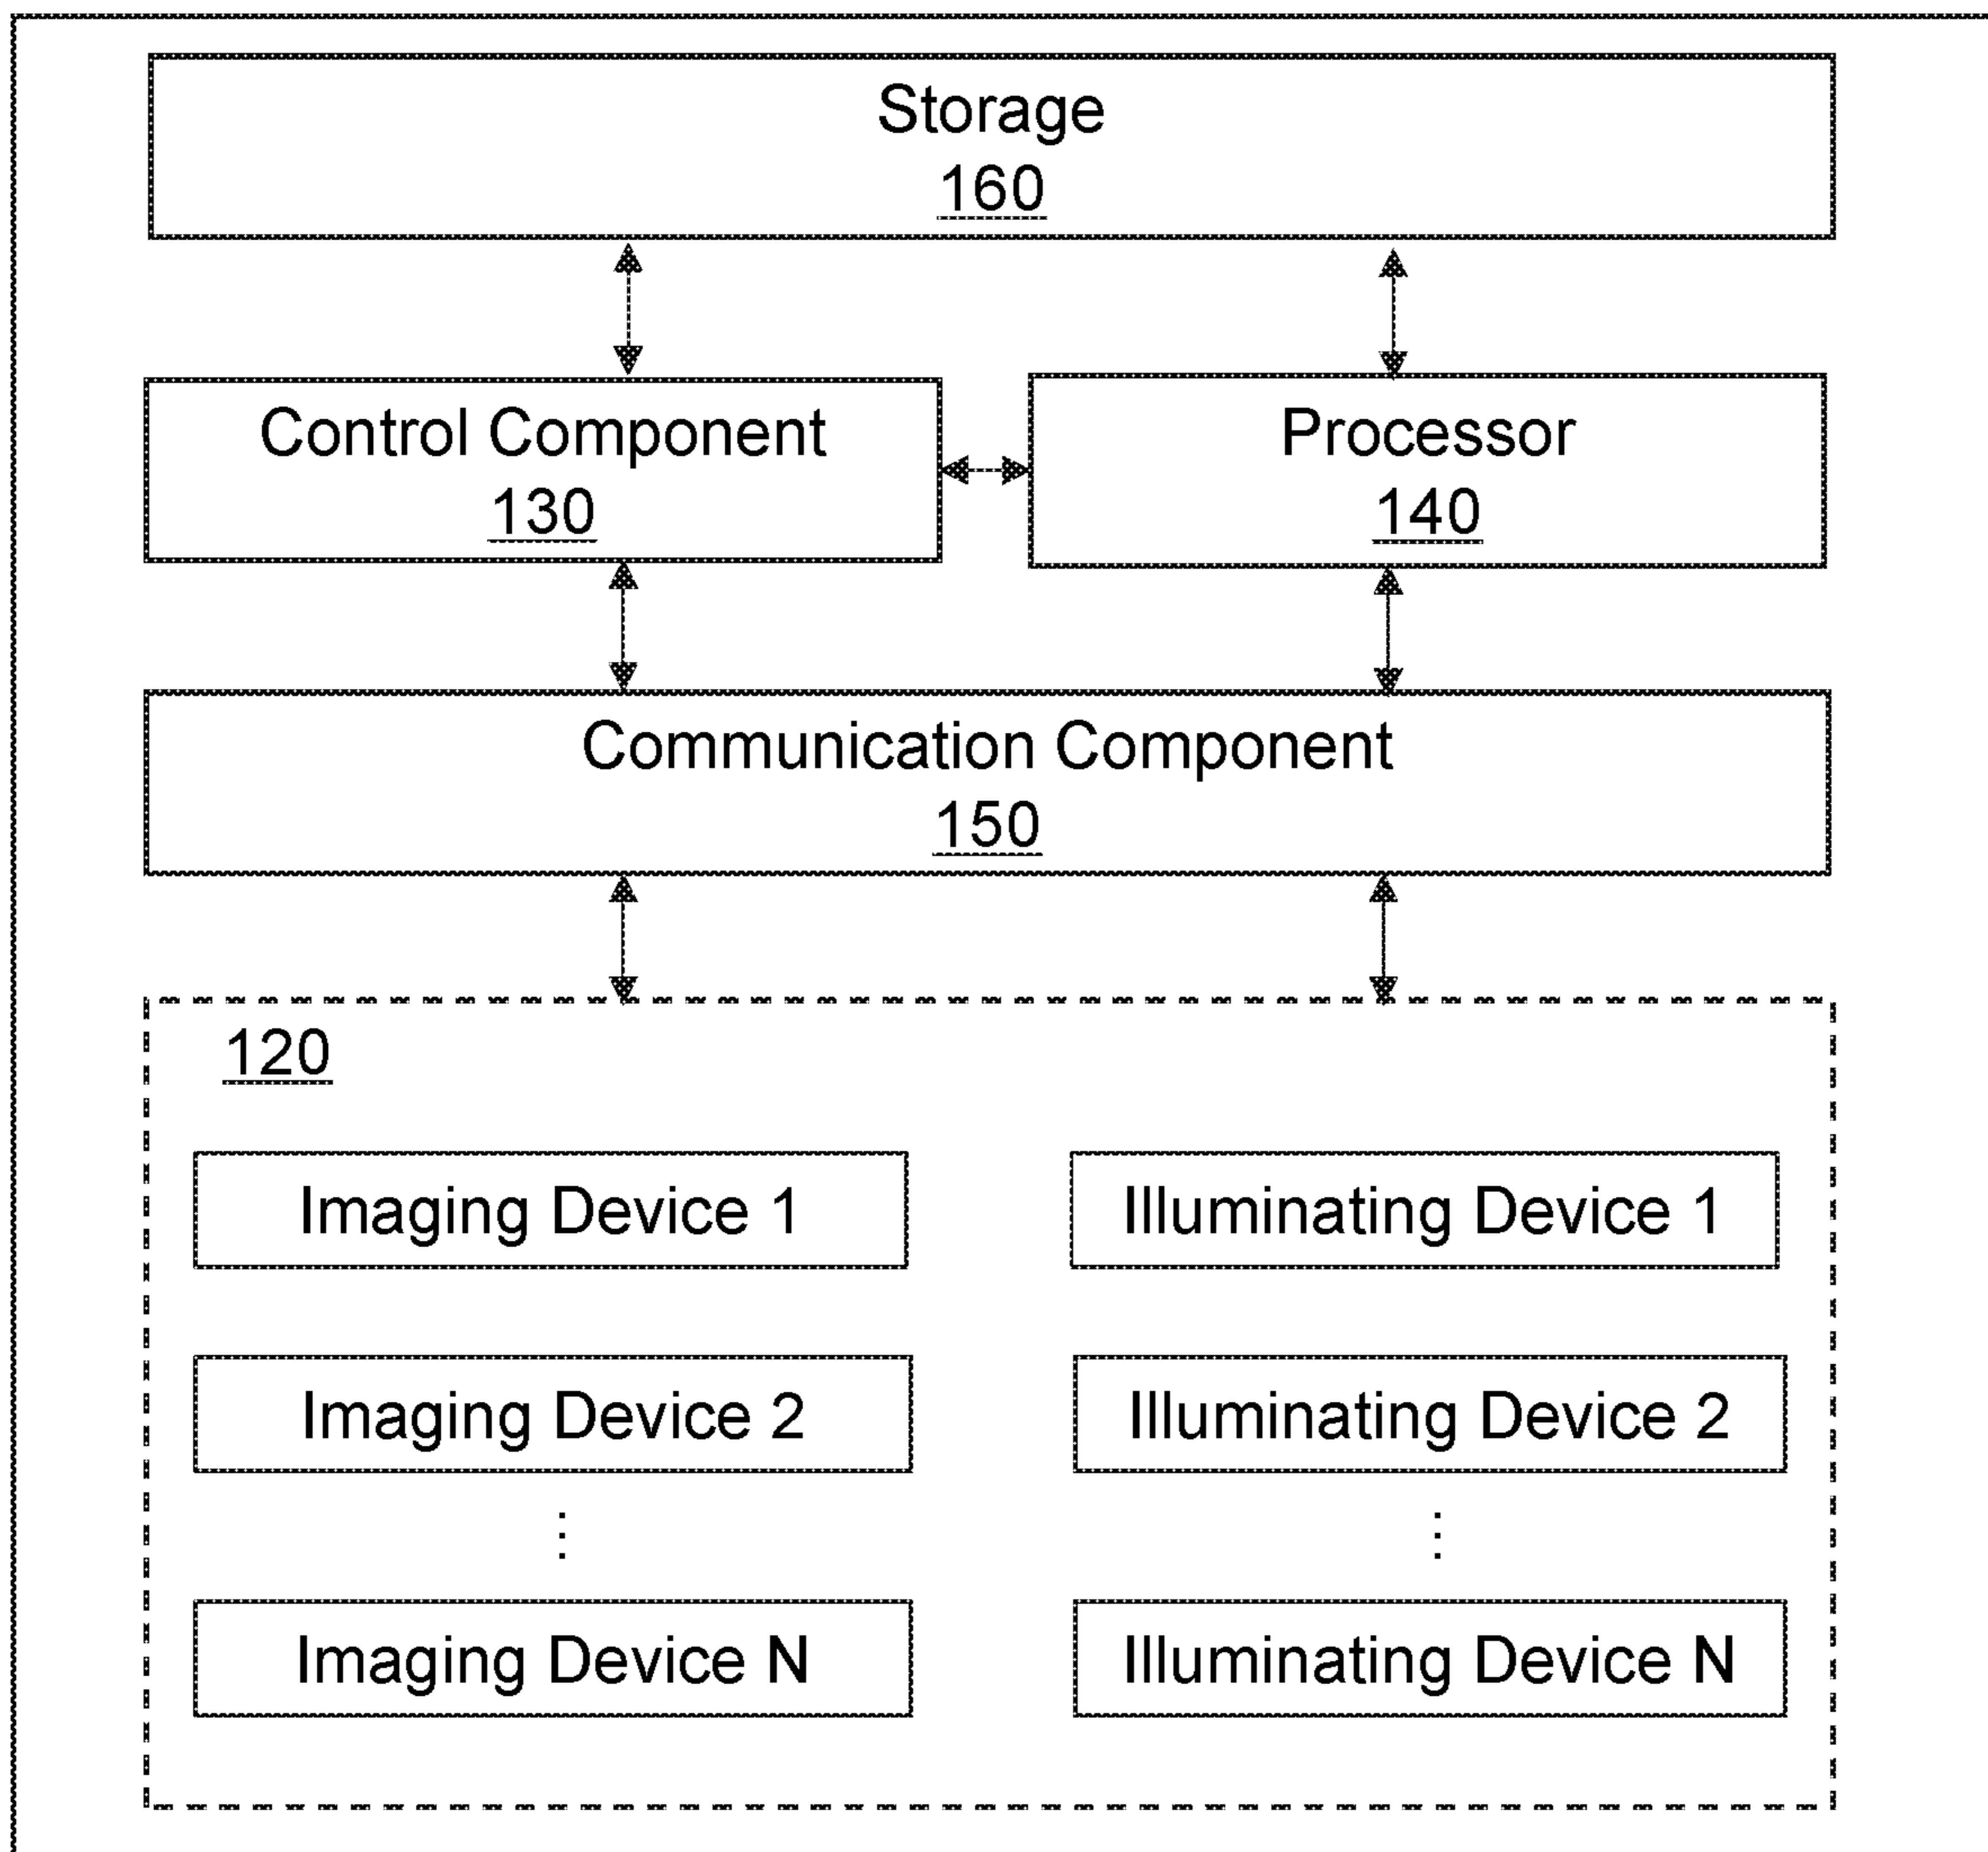 Storage
160
Control Component
130
Processor
140
Communication Component
150
120
Imaging Device 1
Illuminating Device 1
Imaging Device 2
Illuminating Device 2
⋮
⋮
Imaging Device N
Illuminating Device N